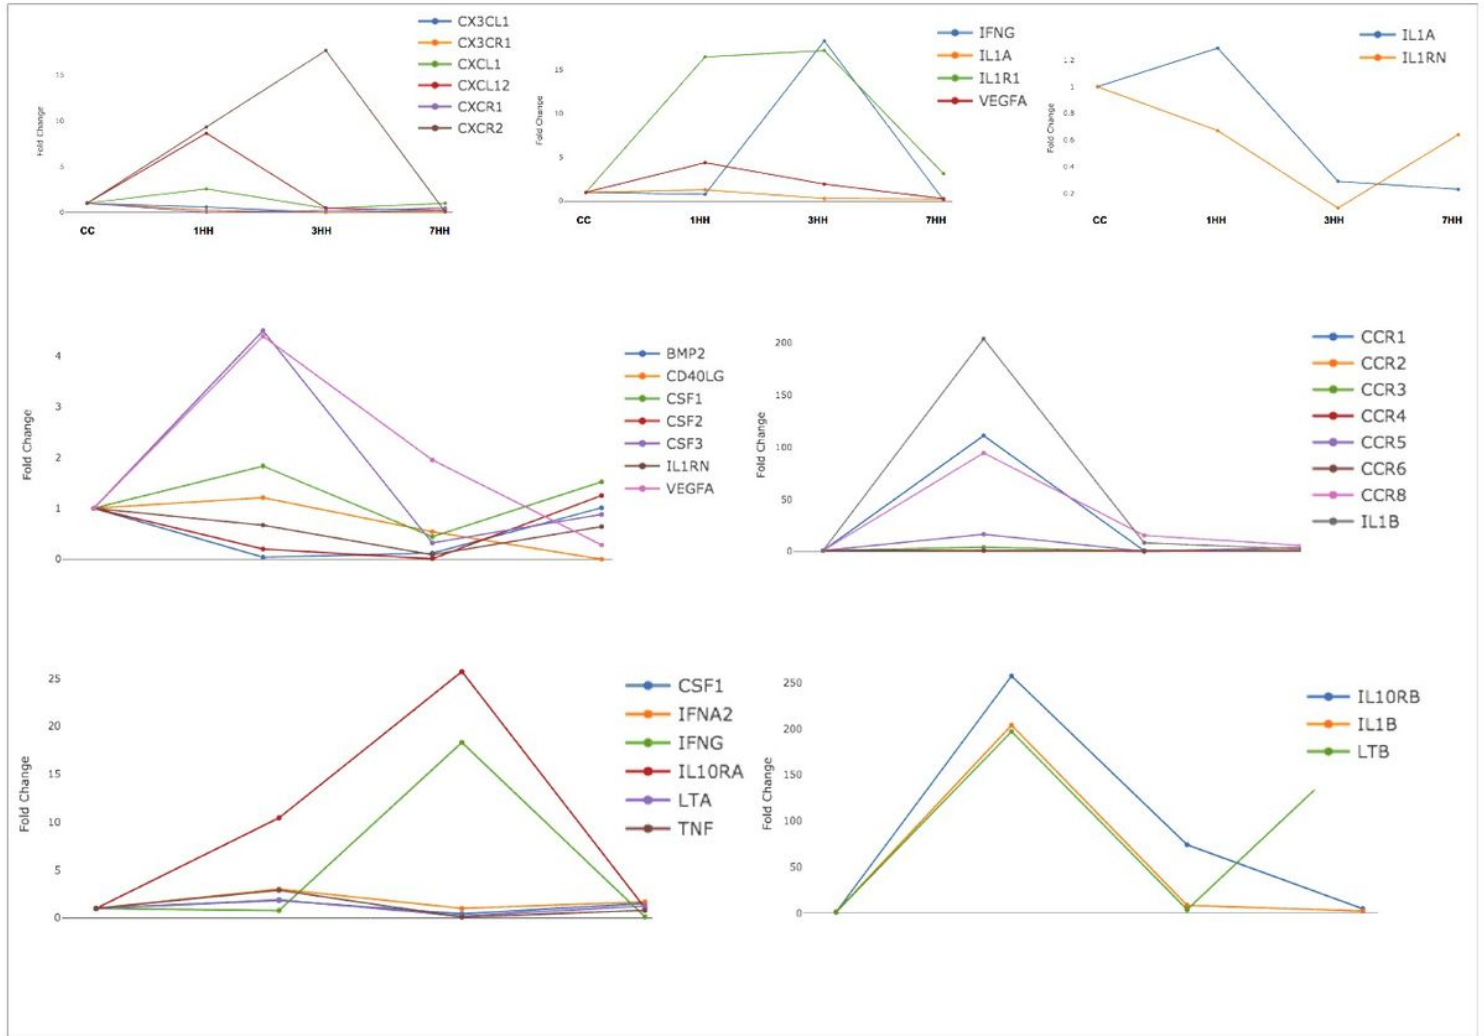 CX3CL1
CX3CR1
CXCL1
CXCL12
CXCR1
CXCR2
15
10
5
0
Fold Change
CC 1HH 3HH 7HH
IFNG
IL1A
IL1R1
VEGFA
15
10
5
0
Fold Change
CC 1HH 3HH 7HH
IL1A
IL1RN
1.2
1
0.8
0.6
0.4
0.2
Fold Change
CC 1HH 3HH 7HH
BMP2
CD40LG
CSF1
CSF2
CSF3
IL1RN
VEGFA
4
3
2
1
0
Fold Change
CCR1
CCR2
CCR3
CCR4
CCR5
CCR6
CCR8
IL1B
200
150
100
50
0
Fold Change
CSF1
IFNA2
IFNG
IL10RA
LTA
TNF
25
20
15
10
5
0
Fold Change
IL10RB
IL1B
LTB
250
200
150
100
50
0
Fold Change